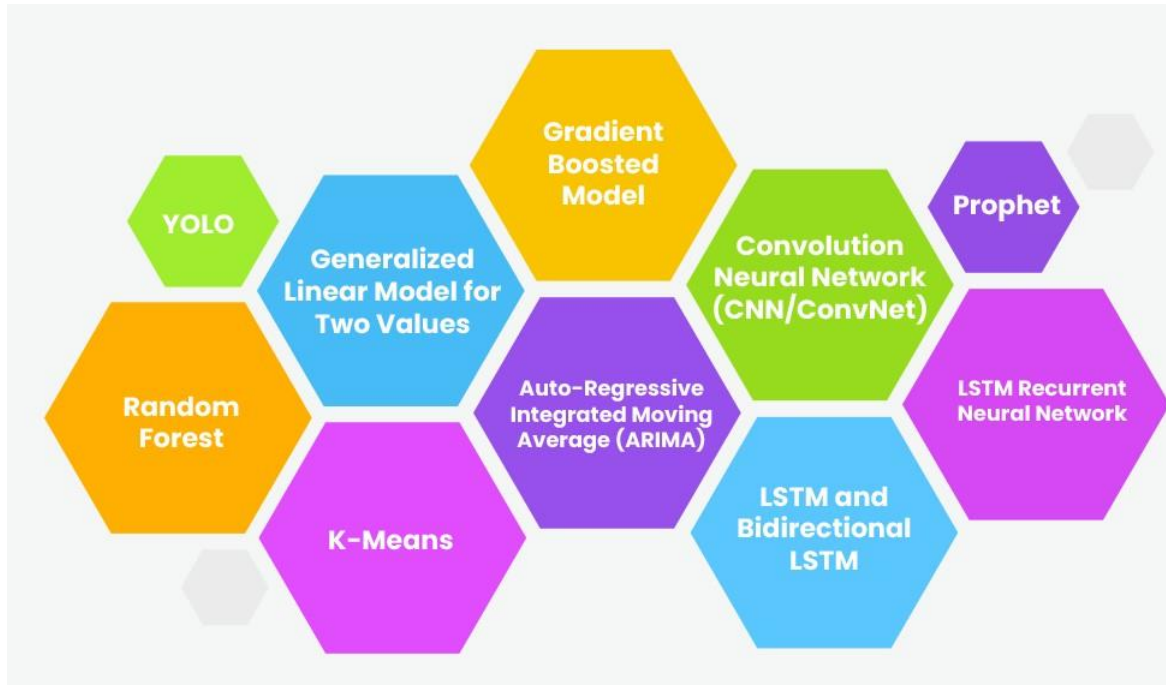 Gradient
Boosted
Model
YOLO
Generalized
Linear Model for
Two Values
Convolution
Neural Network
(CNN/ConvNet)
Prophet
Random
Forest
Auto-Regressive
Integrated Moving
Average (ARIMA)
LSTM Recurrent
Neural Network
K-Means
LSTM and
Bidirectional
LSTM